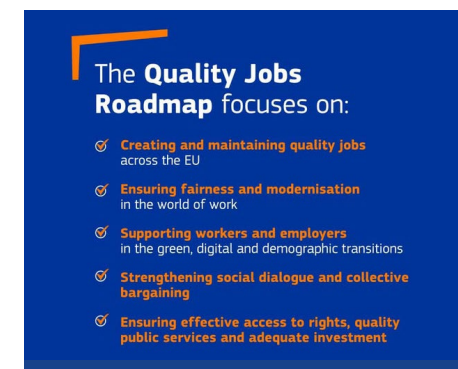 The Quality Jobs
Roadmap focuses on:
Creating and maintaining quality jobs
across the EU
Ensuring fairness and modernisation
in the world of work
Supporting workers and employers
in the green, digital and demographic transitions
Strengthening social dialogue and collective
bargaining
Ensuring effective access to rights, quality
public services and adequate investment